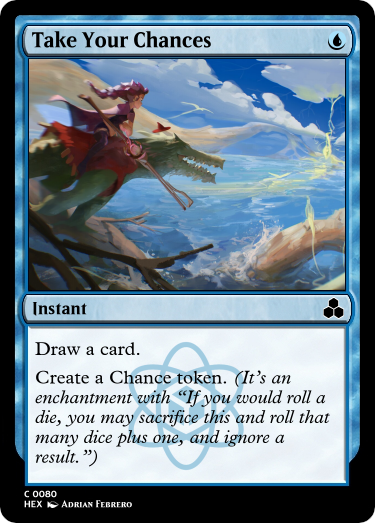 Take Your Chances
Instant
Draw a card.
Create a Chance token. (It's an
enchantment with “If you would roll a
die, you may sacrifice this and roll that
many dice plus one, and ignore a
result.”)
C 0080
HEX Adrian Febrero